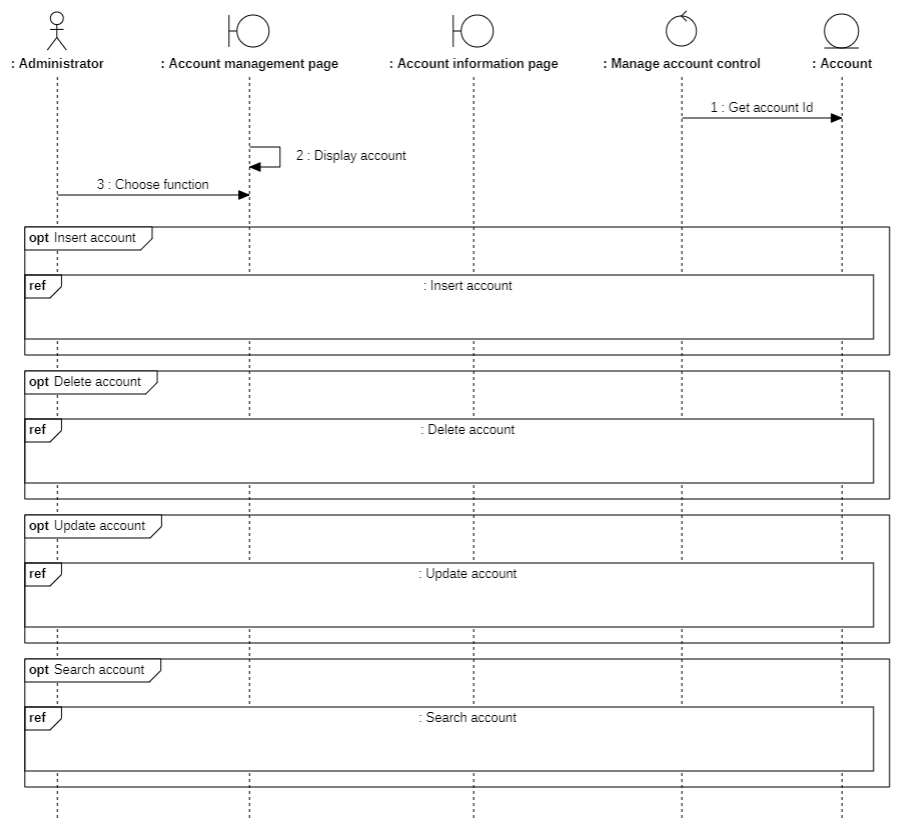 : Administrator
: Account management page
: Account information page
: Manage account control
: Account
1 : Get account Id
2 : Display account
3 : Choose function
opt Insert account
ref
: Insert account
opt Delete account
ref
: Delete account
opt Update account
ref
: Update account
opt Search account
ref
: Search account